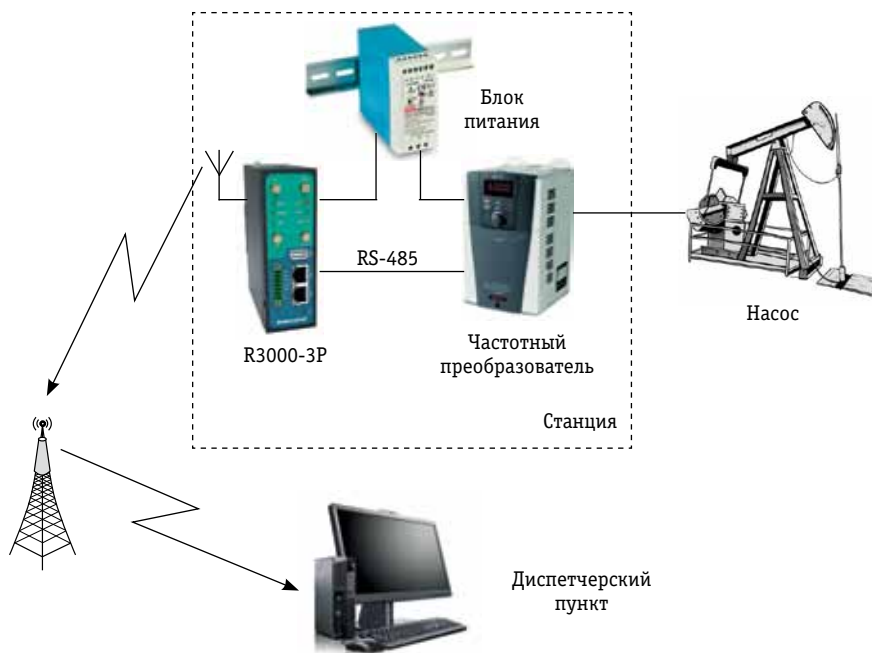 Блок
питания
RS-485
R3000-3P
Частотный
преобразователь
Насос
Станция
Диспетчерский
пункт